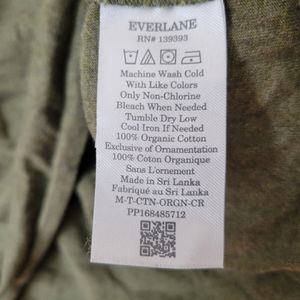 EVERLANE
RN# 139393
Machine Wash Cold
With Like Colors
Only Non-Chlorine
Bleach When Needed
Tumble Dry Low
Cool Iron If Needed
100% Organic Cotton
Exclusive of Ornamentation
100% Coton Organique
Sans L'ornement
Made in Sri Lanka
Fabriqué au Sri Lanka
M-T-CTN-ORGN-CR
PP168485712